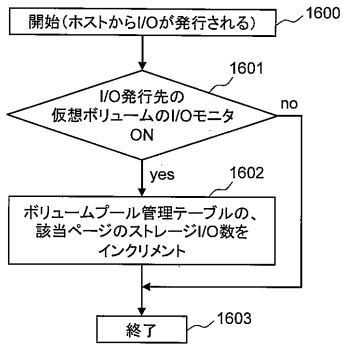 開始（ホストからI/Oが発行される）
1600
1601
I/O発行先の
仮想ボリュームのI/Oモニタ
ON
no
yes
1602
ボリュームプール管理テーブルの、
該当ページのストレージI/O数を
インクリメント
終了
1603